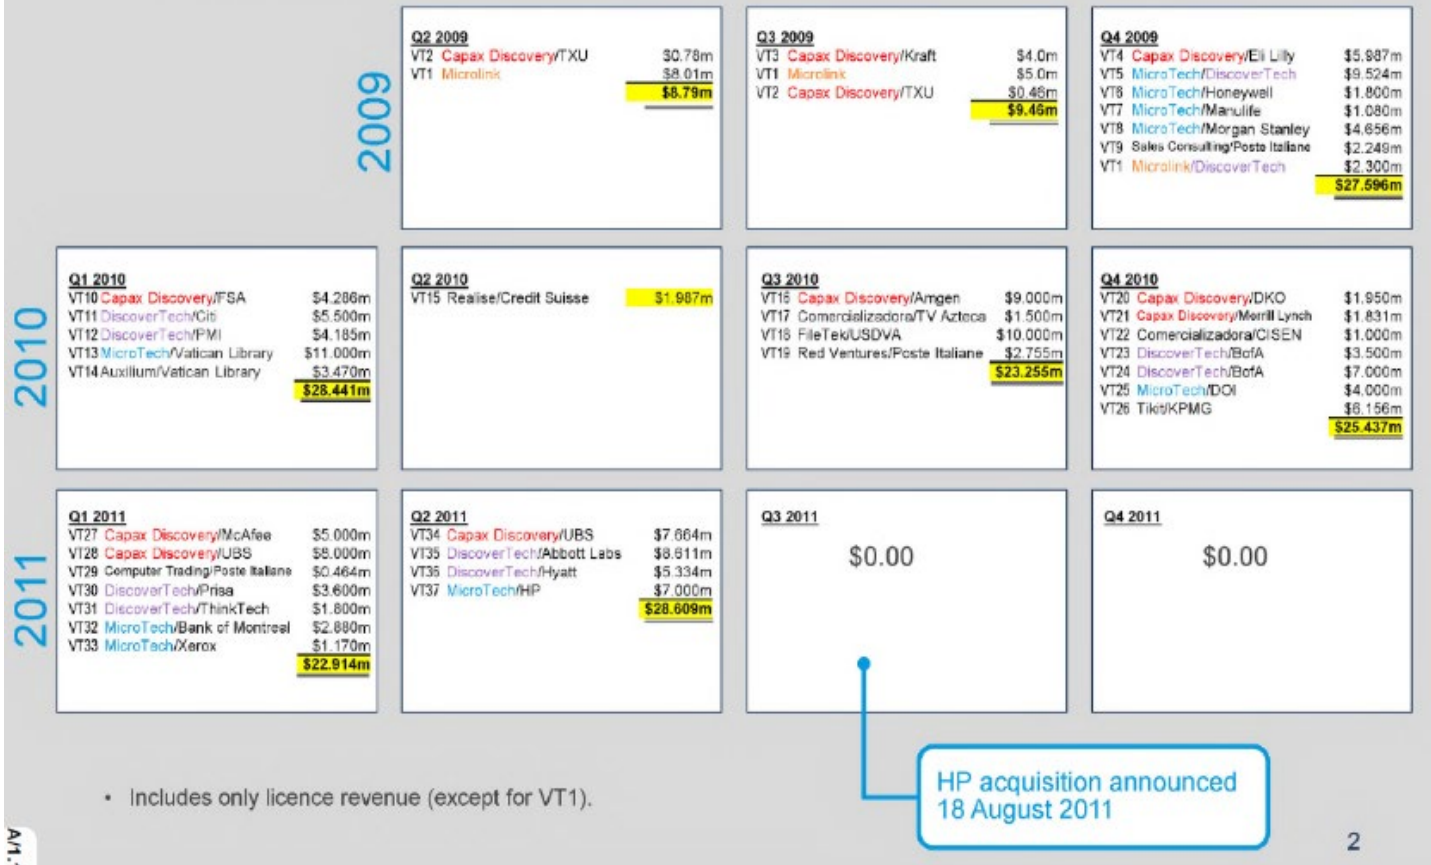 2009
Q2 2009
VT2 Capax Discovery/TXU $0.78m
VT1 Microlink $8.01m
$8.79m
Q3 2009
VT3 Capax Discovery/Kraft $4.0m
VT1 Microlink $5.0m
VT2 Capax Discovery/TXU $0.46m
$9.46m
Q4 2009
VT4 Capax Discovery/Eli Lilly $5.987m
VT5 MicroTech/DiscoverTech $9.524m
VT6 MicroTech/Honeywell $1.800m
VT7 MicroTech/Manulife $1.080m
VT8 MicroTech/Morgan Stanley $4.656m
VT9 Sales Consulting/Poste Italiane $2.249m
VT1 Microlink/DiscoverTech $2.300m
$27.596m
2010
Q1 2010
VT10 Capax Discovery/FSA $4.286m
VT11 DiscoverTech/Citi $5.500m
VT12 DiscoverTech/PMI $4.185m
VT13 MicroTech/Vatican Library $11.000m
VT14 Auxilium/Vatican Library $3.470m
$28.441m
Q2 2010
VT15 Realise/Credit Suisse $1.987m
Q3 2010
VT16 Capax Discovery/Amgen $9.000m
VT17 Comercializadora/TV Azteca $1.500m
VT18 FileTek/USDVA $10.000m
VT19 Red Ventures/Poste Italiane $2.755m
$23.255m
Q4 2010
VT20 Capax Discovery/DKO $1.950m
VT21 Capax Discovery/Merrill Lynch $1.831m
VT22 Comercializadora/CISEN $1.000m
VT23 DiscoverTech/BofA $3.500m
VT24 DiscoverTech/BofA $7.000m
VT25 MicroTech/DOI $4.000m
VT26 Tikit/KPMG $6.156m
$25.437m
2011
Q1 2011
VT27 Capax Discovery/McAfee $5.000m
VT28 Capax Discovery/UBS $8.000m
VT29 Computer Trading/Poste Italiane $0.464m
VT30 DiscoverTech/Prisa $3.600m
VT31 DiscoverTech/ThinkTech $1.800m
VT32 MicroTech/Bank of Montreal $2.880m
VT33 MicroTech/Xerox $1.170m
$22.914m
Q2 2011
VT34 Capax Discovery/UBS $7.664m
VT35 DiscoverTech/Abbott Labs $8.611m
VT36 DiscoverTech/Hyatt $5.334m
VT37 MicroTech/HP $7.000m
$28.609m
Q3 2011
$0.00
Q4 2011
$0.00
HP acquisition announced
18 August 2011
• Includes only licence revenue (except for VT1).
2